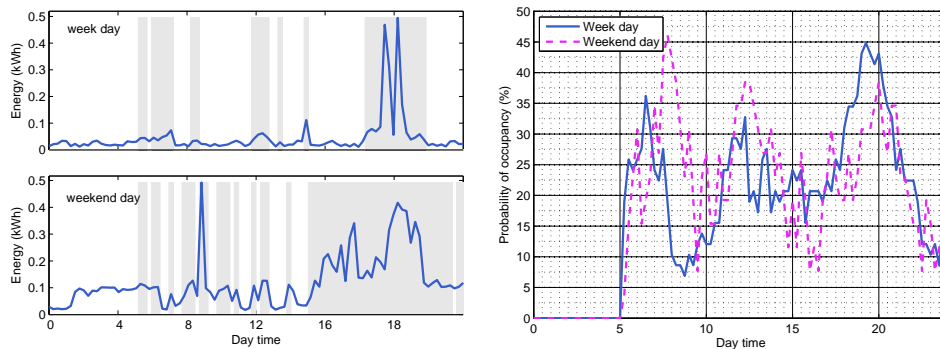 0.5
0.4
0.3
0.2
0.1
0
Energy (kWh)
week day
0.5
0.4
0.3
0.2
0.1
0
Energy (kWh)
weekend day
0 4 8 12 16 18
Day time
50
45
40
35
30
25
20
15
10
5
0
Probability of occupancy (%)
Week day
Weekend day
0 5 10 15 20
Day time